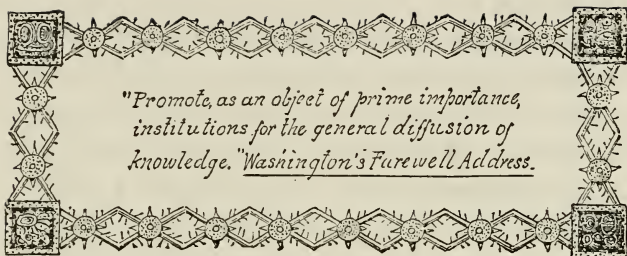 "Promote, as an object of prime importance,
institutions for the general diffusion of
knowledge." Washington's Farewell Address.